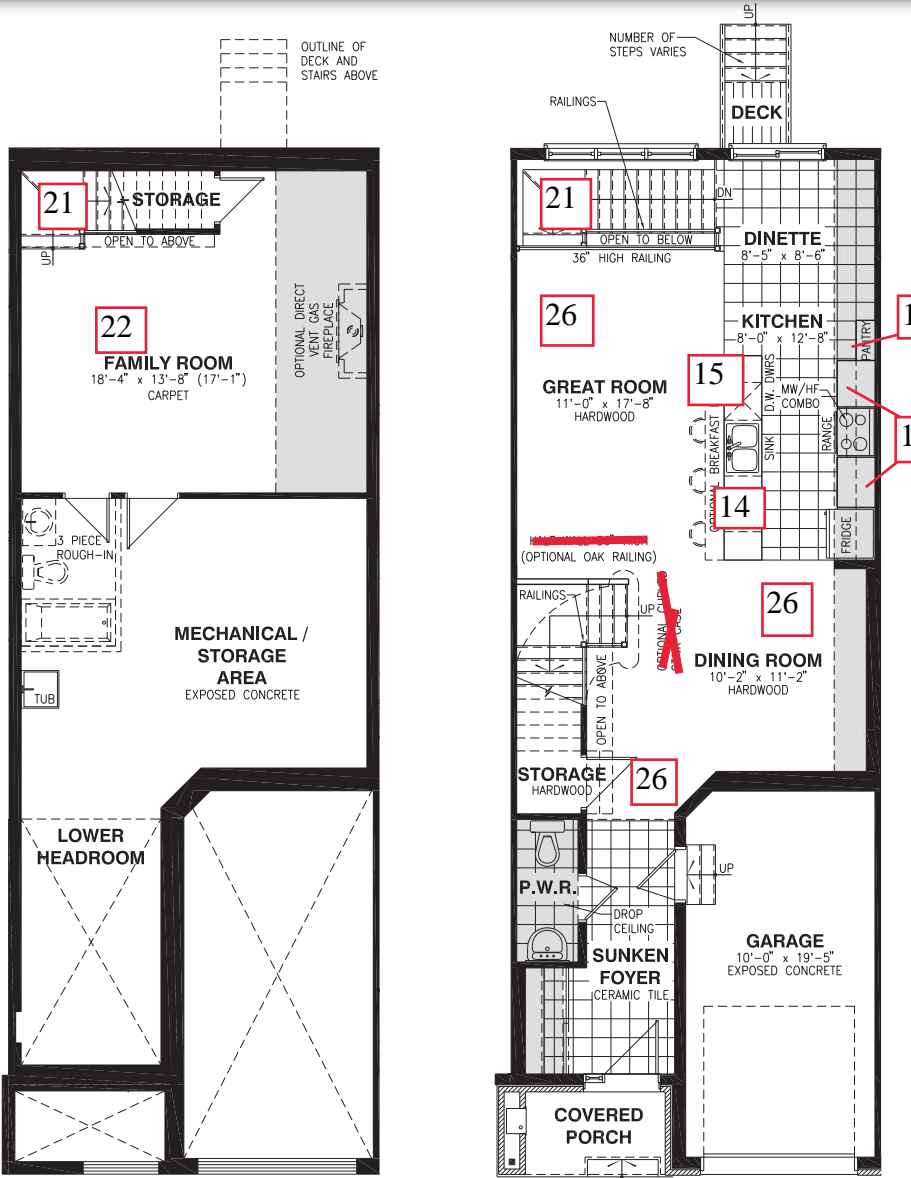 OUTLINE OF
DECK AND
STAIRS ABOVE
21
STORAGE
OPEN TO ABOVE
UP
22
FAMILY ROOM
18'-4" x 13'-8" (17'-1")
CARPET
OPTIONAL DIRECT
VENT GAS
FIREPLACE
3 PIECE
ROUGH-IN
MECHANICAL /
STORAGE
AREA
EXPOSED CONCRETE
TUB
LOWER
HEADROOM
UP
NUMBER OF
STEPS VARIES
RAILINGS
DECK
21
DN
OPEN TO BELOW
36" HIGH RAILING
DINETTE
8'-5" x 8'-6"
26
KITCHEN
8'-0" x 12'-8"
PANTRY
1
GREAT ROOM
11'-0" x 17'-8"
HARDWOOD
15
D.W. DWRS
MW/HF
COMBO
BREAKFAST
SINK
RANGE
1
14
FRIDGE
(OPTIONAL OAK RAILING)
RAILINGS
UP
26
DINING ROOM
10'-2" x 11'-2"
HARDWOOD
OPEN TO ABOVE
STORAGE
HARDWOOD
26
P.W.R.
UP
DROP
CEILING
SUNKEN
FOYER
CERAMIC TILE
GARAGE
10'-0" x 19'-5"
EXPOSED CONCRETE
COVERED
PORCH